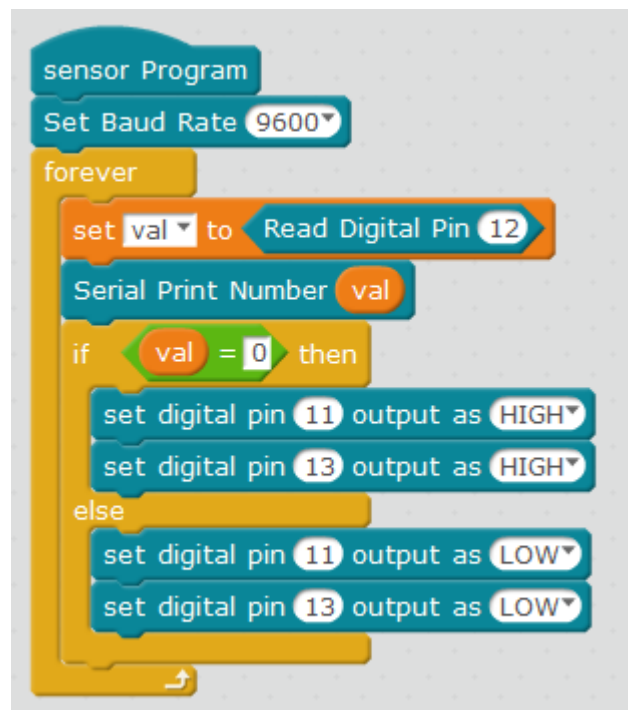 sensor Program
Set Baud Rate 9600
forever
set val to Read Digital Pin 12
Serial Print Number val
if val = 0 then
set digital pin 11 output as HIGH
set digital pin 13 output as HIGH
else
set digital pin 11 output as LOW
set digital pin 13 output as LOW